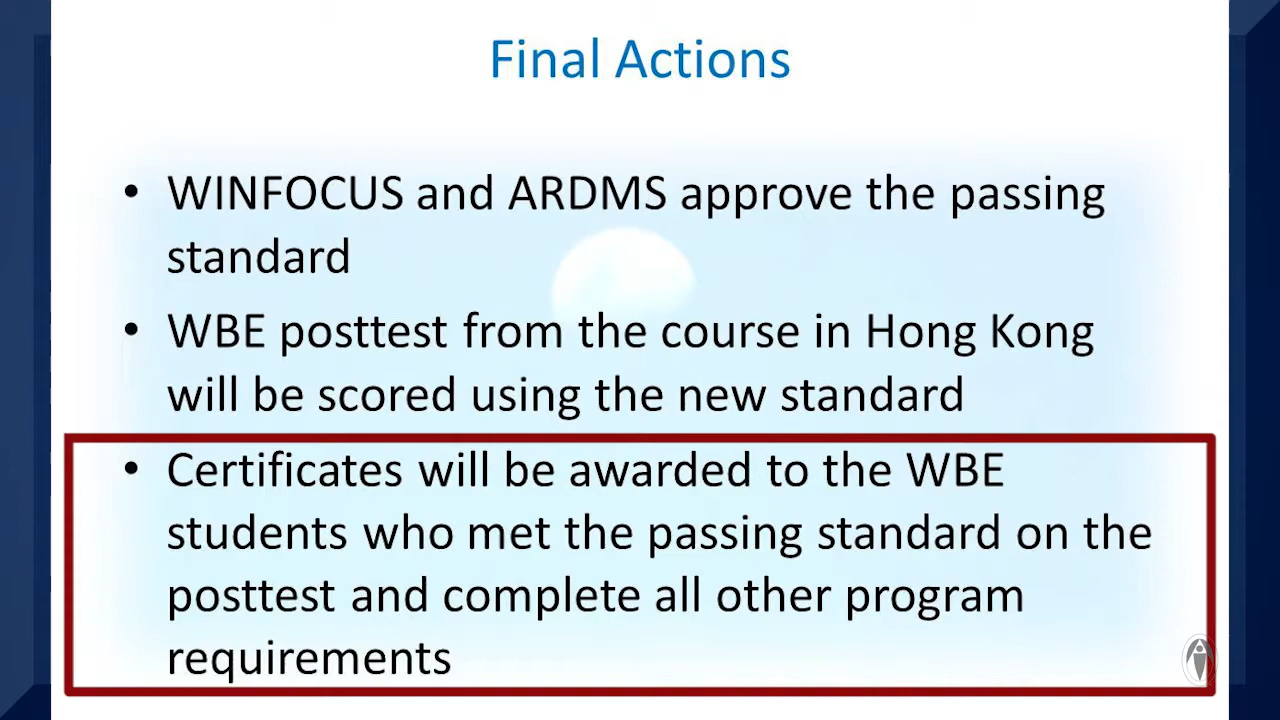 Final Actions
• WINFOCUS and ARDMS approve the passing
standard
• WBE posttest from the course in Hong Kong
will be scored using the new standard
• Certificates will be awarded to the WBE
students who met the passing standard on the
posttest and complete all other program
requirements